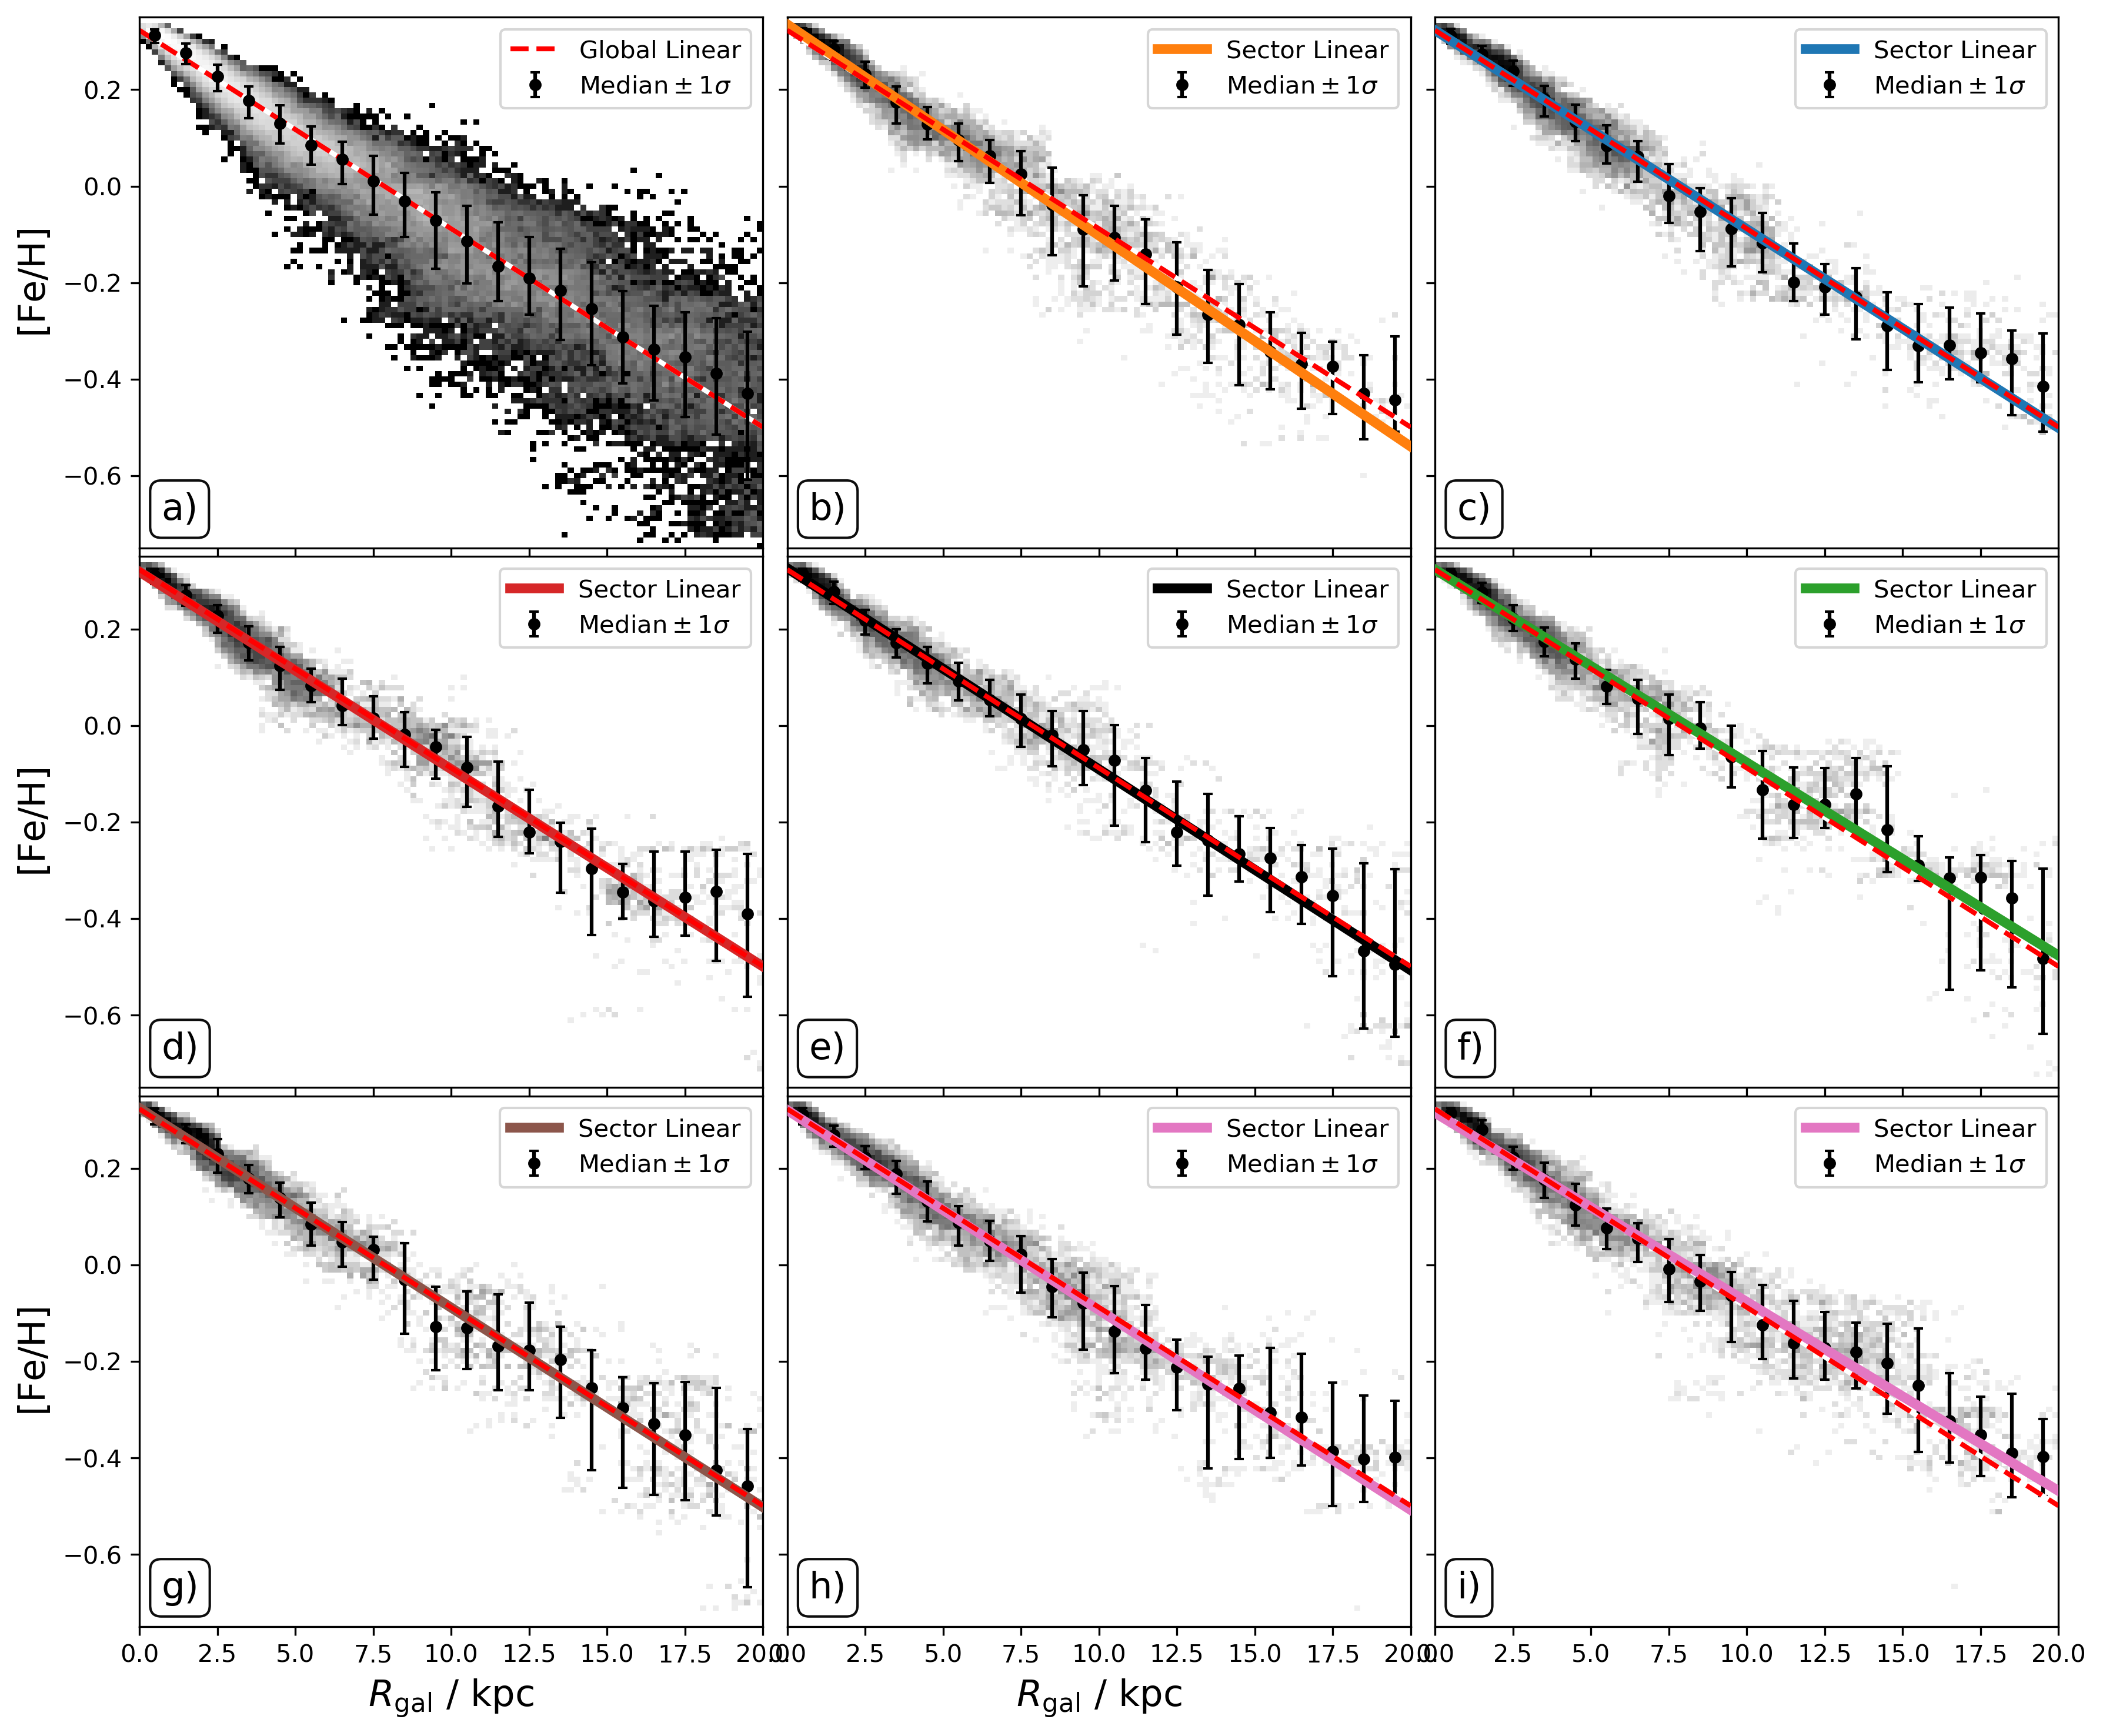 Global Linear
Median ± 1σ
Sector Linear
Median ± 1σ
Sector Linear
Median ± 1σ
[Fe/H]
0.2
0.0
−0.2
−0.4
−0.6
a)
b)
c)
Sector Linear
Median ± 1σ
Sector Linear
Median ± 1σ
Sector Linear
Median ± 1σ
[Fe/H]
0.2
0.0
−0.2
−0.4
−0.6
d)
e)
f)
Sector Linear
Median ± 1σ
Sector Linear
Median ± 1σ
Sector Linear
Median ± 1σ
[Fe/H]
0.2
0.0
−0.2
−0.4
−0.6
g)
h)
i)
0.0 2.5 5.0 7.5 10.0 12.5 15.0 17.5 20.0
0.0 2.5 5.0 7.5 10.0 12.5 15.0 17.5 20.0
0.0 2.5 5.0 7.5 10.0 12.5 15.0 17.5 20.0
R_gal / kpc
R_gal / kpc